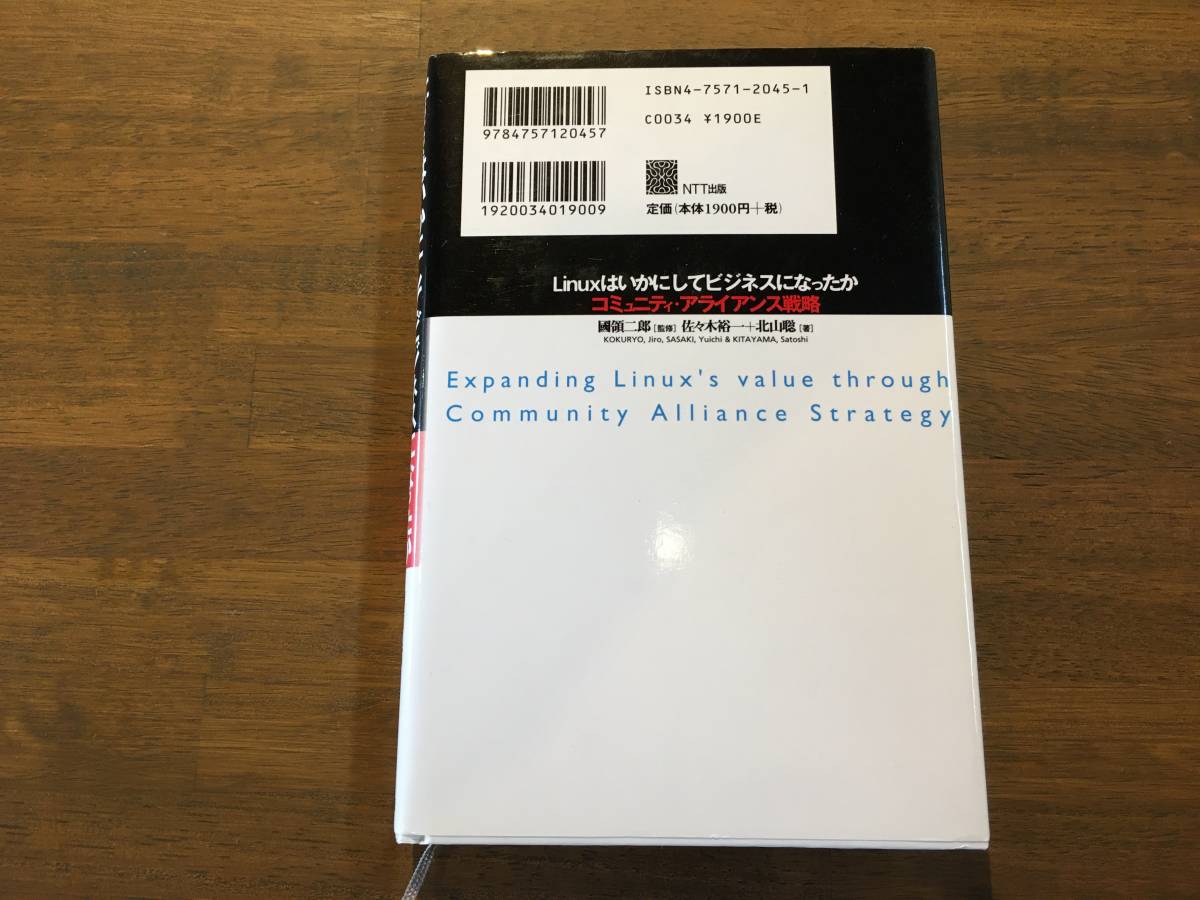 ISBN4-7571-2045-1
9784757120457
C0034 ¥1900E
NTT出版
1920034019009
定価(本体1900円+税)
Linuxはいかにしてビジネスになったか
コミュニティ・アライアンス戦略
國領二郎[監修] 佐々木裕一+北山聡[著]
KOKURYO, Jiro, SASAKI, Yuichi & KITAYAMA, Satoshi
Expanding Linux's value through
Community Alliance Strategy